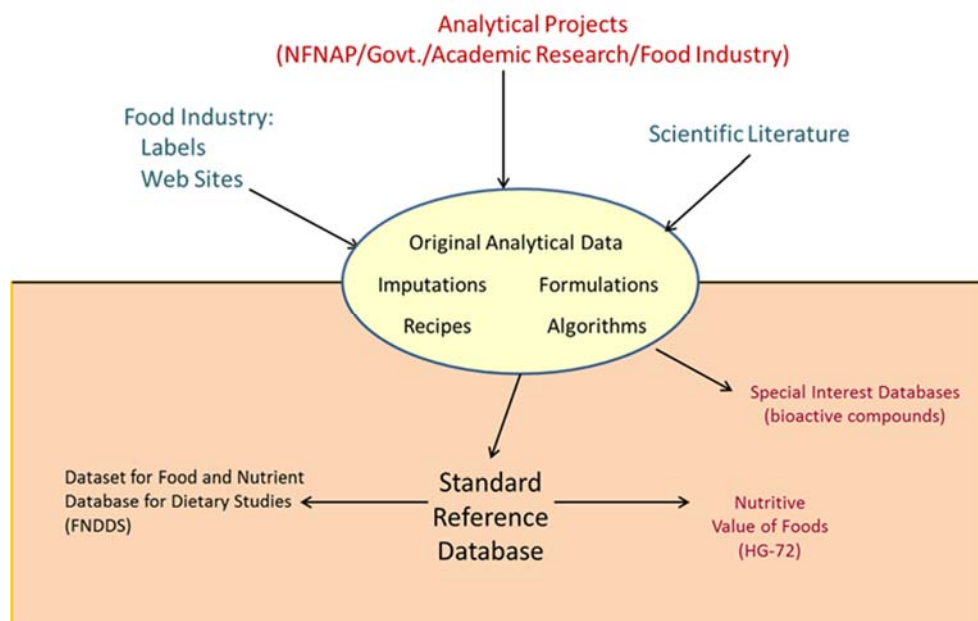 Analytical Projects
(NFNAP/Govt./Academic Research/Food Industry)
Food Industry:
Labels
Web Sites
Scientific Literature
Original Analytical Data
Imputations
Formulations
Recipes
Algorithms
Special Interest Databases
(bioactive compounds)
Dataset for Food and Nutrient
Database for Dietary Studies
(FNDDS)
Standard
Reference
Database
Nutritive
Value of Foods
(HG-72)